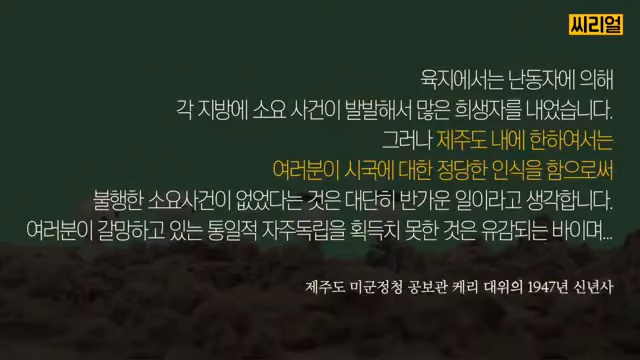 씨리얼
육지에서는 난동자에 의해
각 지방에 소요 사건이 발발해서 많은 희생자를 내었습니다.
그러나 제주도 내에 한하여서는
여러분이 시국에 대한 정당한 인식을 함으로써
불행한 소요사건이 없었다는 것은 대단히 반가운 일이라고 생각합니다.
여러분이 갈망하고 있는 통일적 자주독립을 획득치 못한 것은 유감되는 바이며...
제주도 미군정청 공보관 케리 대위의 1947년 신년사